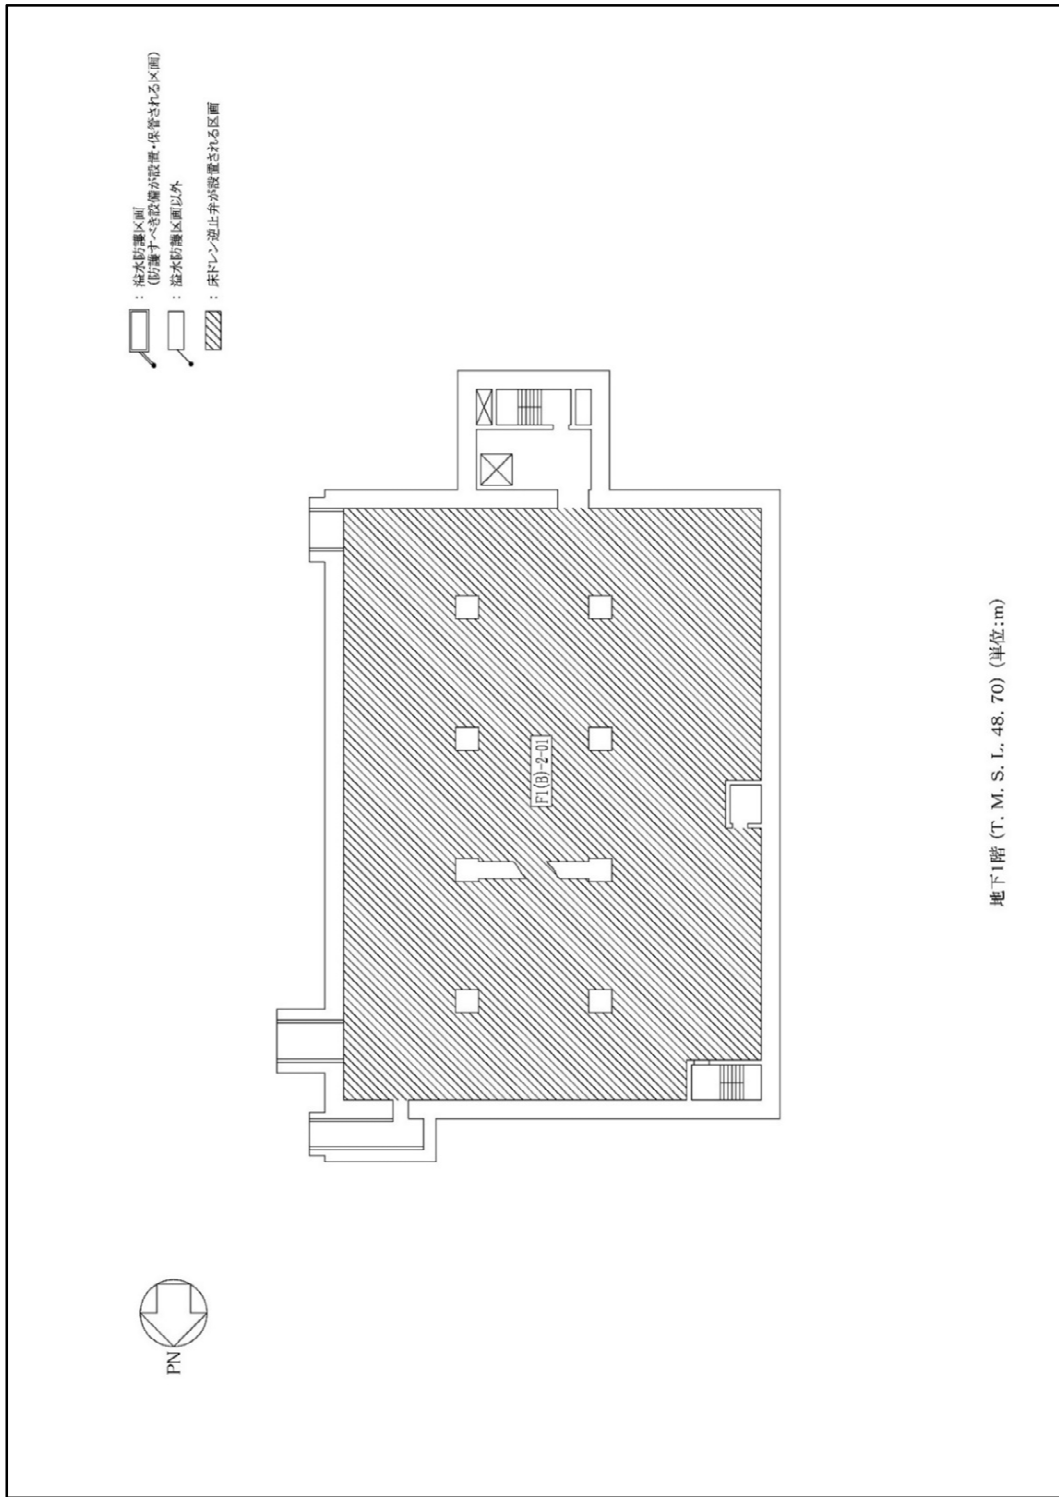 : 溢水防護区画
(防護すべき設備が設置・保管される区画)
: 溢水防護区画以外
: 床ドレン逆止弁が設置される区画
F1(B)-2-01
PN
地下1階 (T. M. S. L. 48. 70) (単位:m)